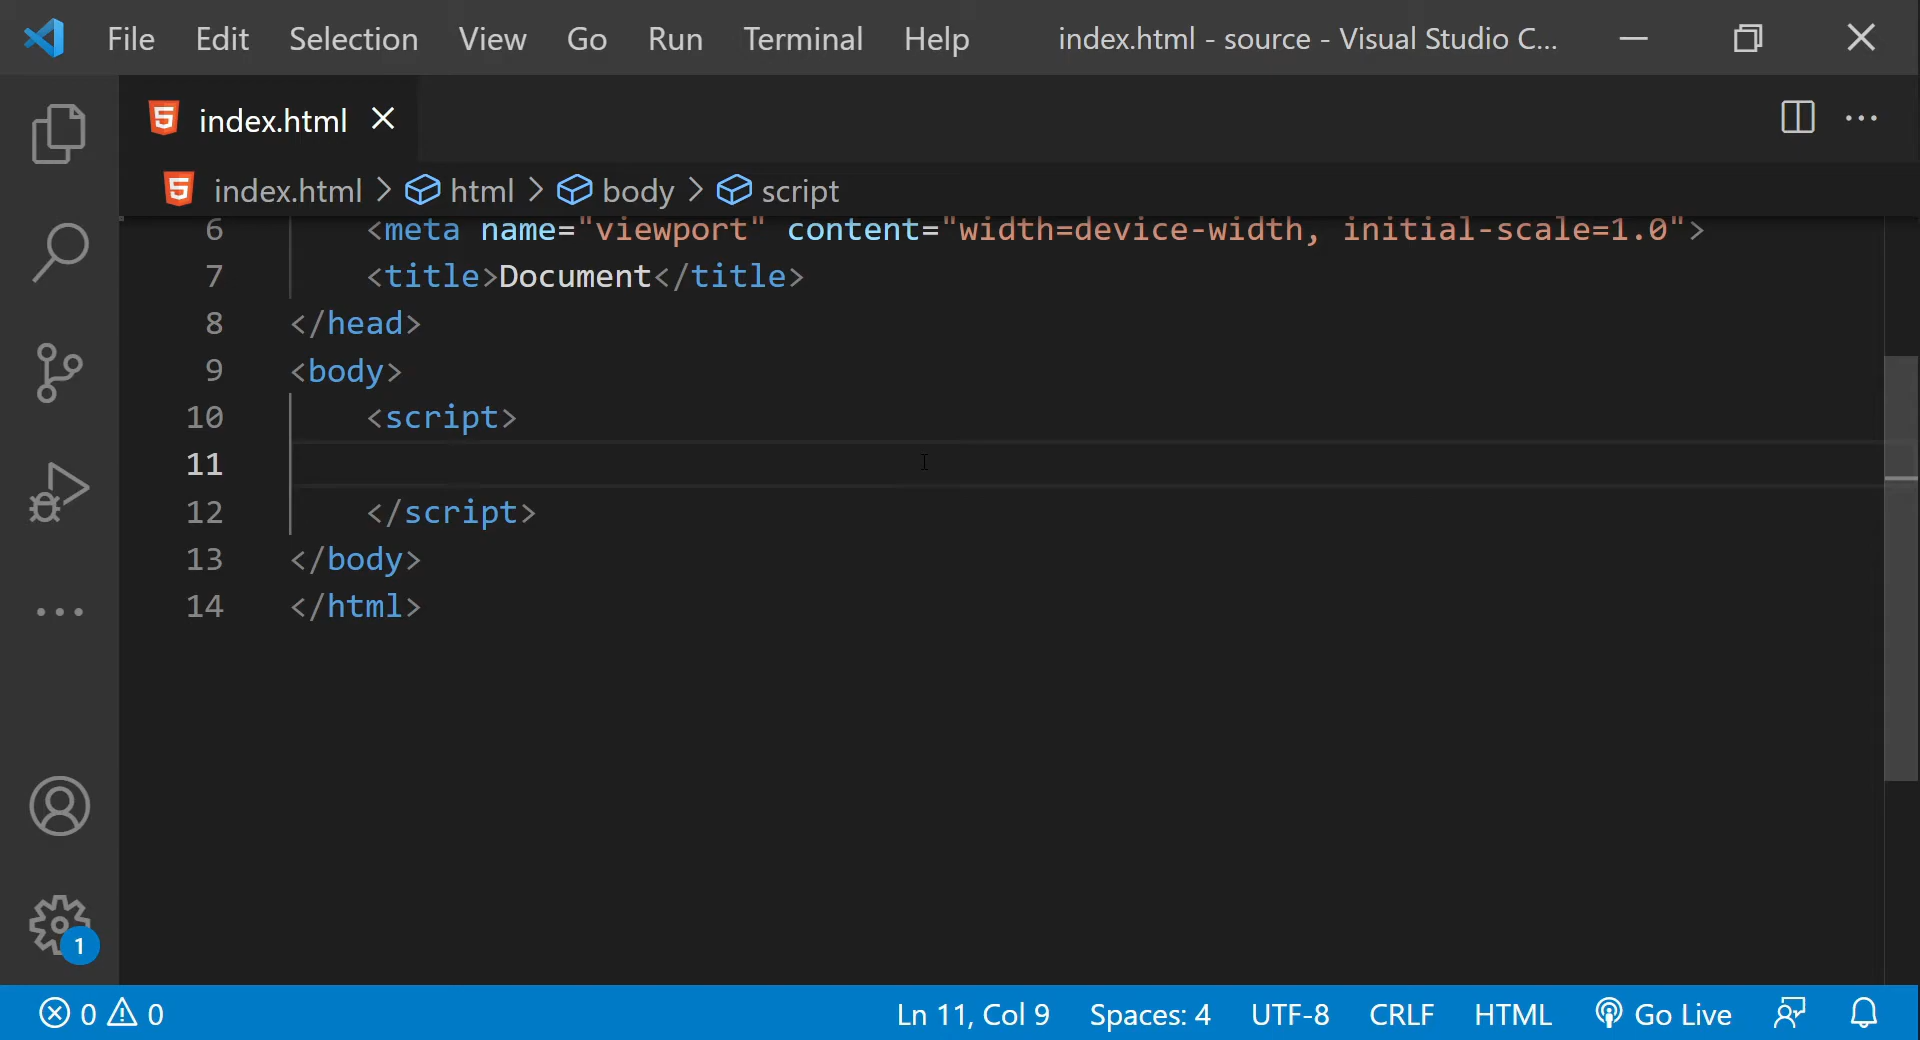 File Edit Selection View Go Run Terminal Help index.html - source - Visual Studio C...
index.html
index.html > html > body > script
6 <meta name="viewport" content="width=device-width, initial-scale=1.0">
7 <title>Document</title>
8 </head>
9 <body>
10 <script>
11
12 </script>
13 </body>
14 </html>
1
0 0 Ln 11, Col 9 Spaces: 4 UTF-8 CRLF HTML Go Live